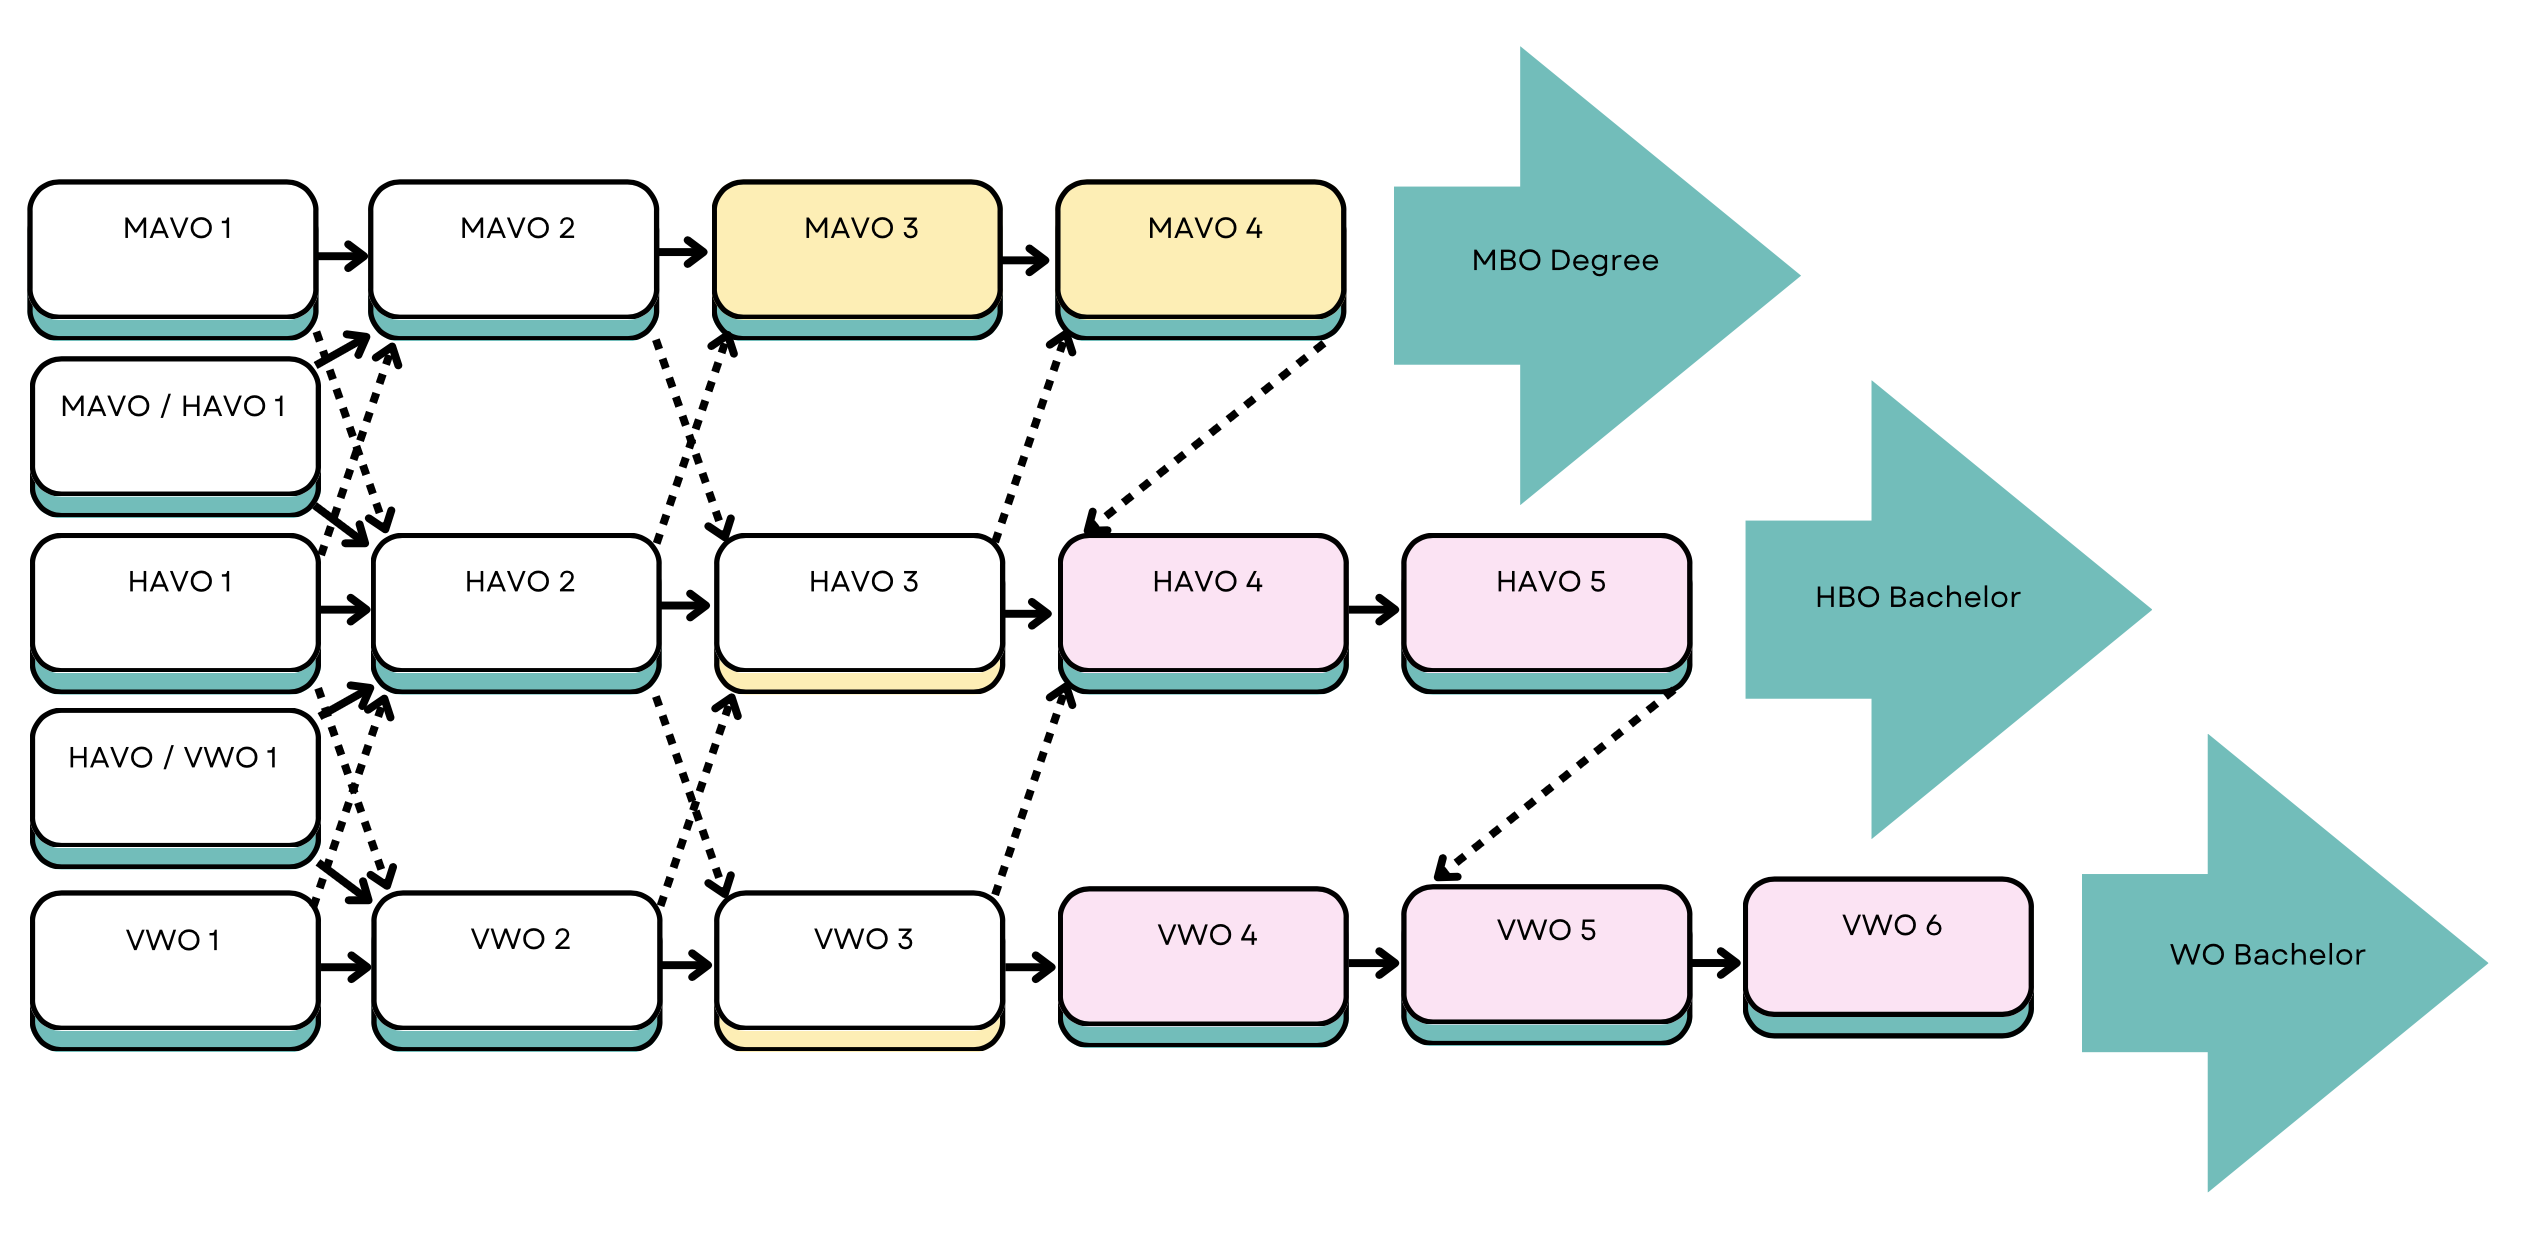 MAVO 1
MAVO 2
MAVO 3
MAVO 4
MBO Degree
MAVO / HAVO 1
HAVO 1
HAVO 2
HAVO 3
HAVO 4
HAVO 5
HBO Bachelor
HAVO / VWO 1
VWO 1
VWO 2
VWO 3
VWO 4
VWO 5
VWO 6
WO Bachelor